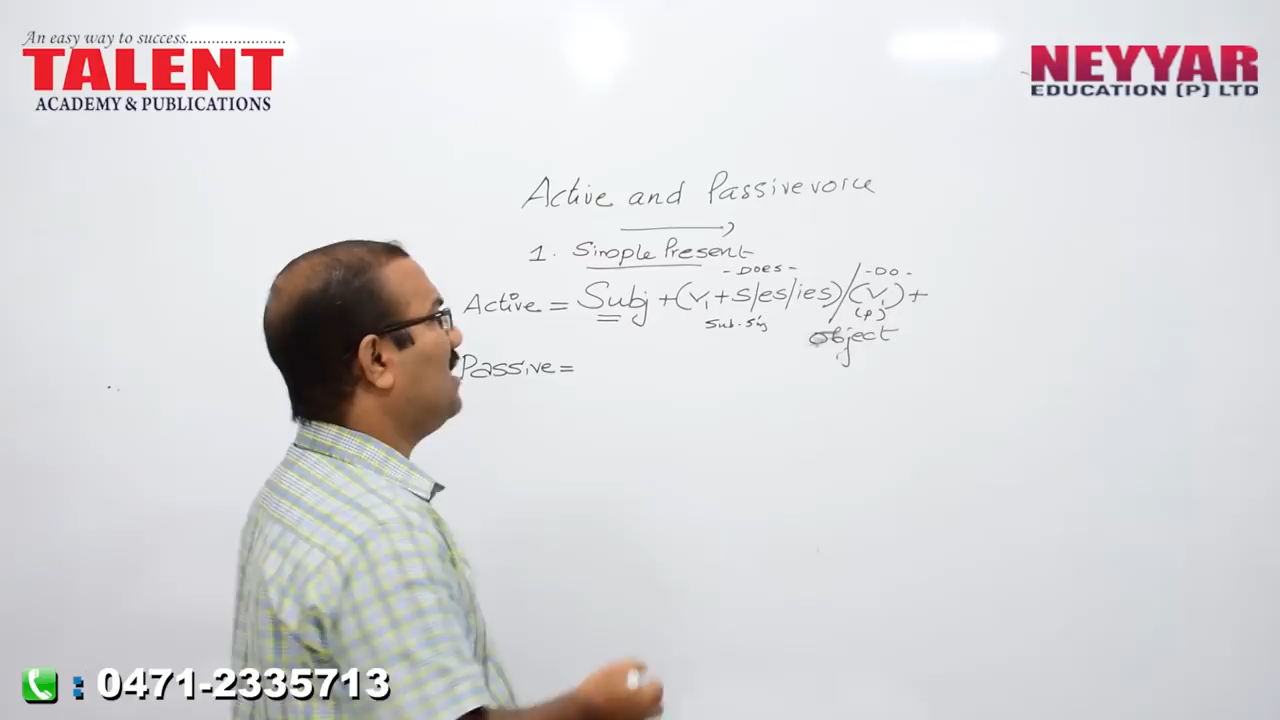 An easy way to success........................
TALENT
ACADEMY & PUBLICATIONS
NEYYAR
EDUCATION (P) LTD
Active and Passive voice
1. Simple Present
- DOES - - DO -
Active = Subj + (V1 + S/es/ies) / (V1) +
Sub-Sig (P)
object
Passive =
: 0471-2335713